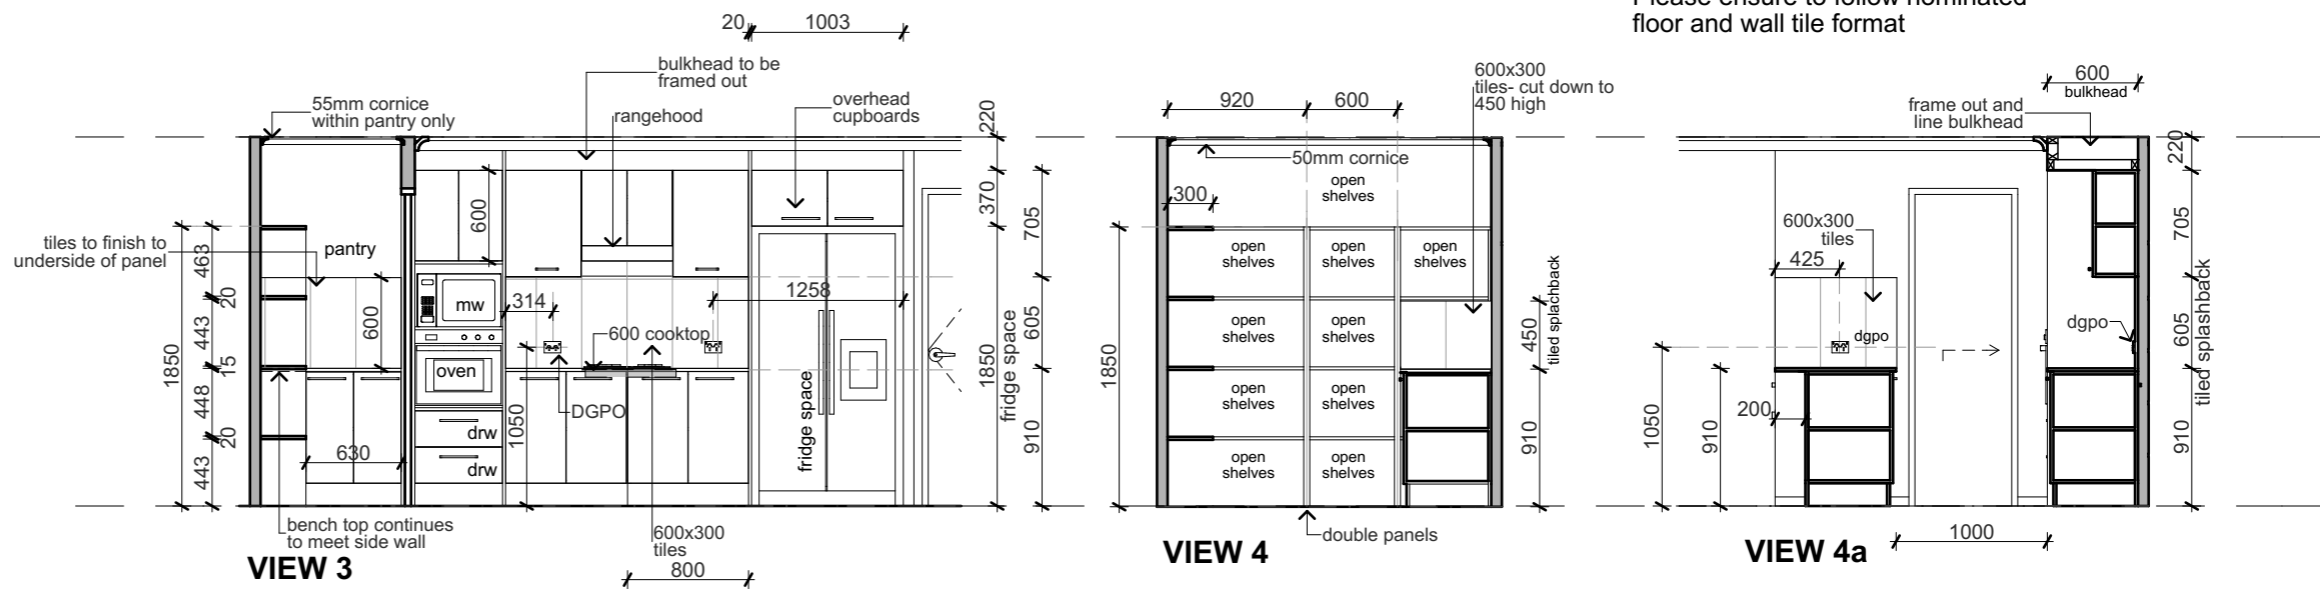 Please ensure to follow nominated
floor and wall tile format
20
1003
bulkhead to be
framed out
55mm cornice
within pantry only
rangehood
overhead
cupboards
220
370
705
600
tiles to finish to
underside of panel
pantry
463
20
443
15
448
20
443
1850
600
630
mw
oven
drw
drw
314
1258
600 cooktop
DGPO
1050
fridge space
1850
fridge space
605
910
bench top continues
to meet side wall
600x300
tiles
800
VIEW 3
920
600
600x300
tiles- cut down to
450 high
50mm cornice
open
shelves
300
open
shelves
open
shelves
open
shelves
open
shelves
open
shelves
open
shelves
open
shelves
open
shelves
open
shelves
1850
450
tiled splachback
910
double panels
VIEW 4
600
bulkhead
frame out and
line bulkhead
220
705
600x300
tiles
425
dgpo
dgpo
605
tiled splashback
200
1050
910
910
1000
VIEW 4a